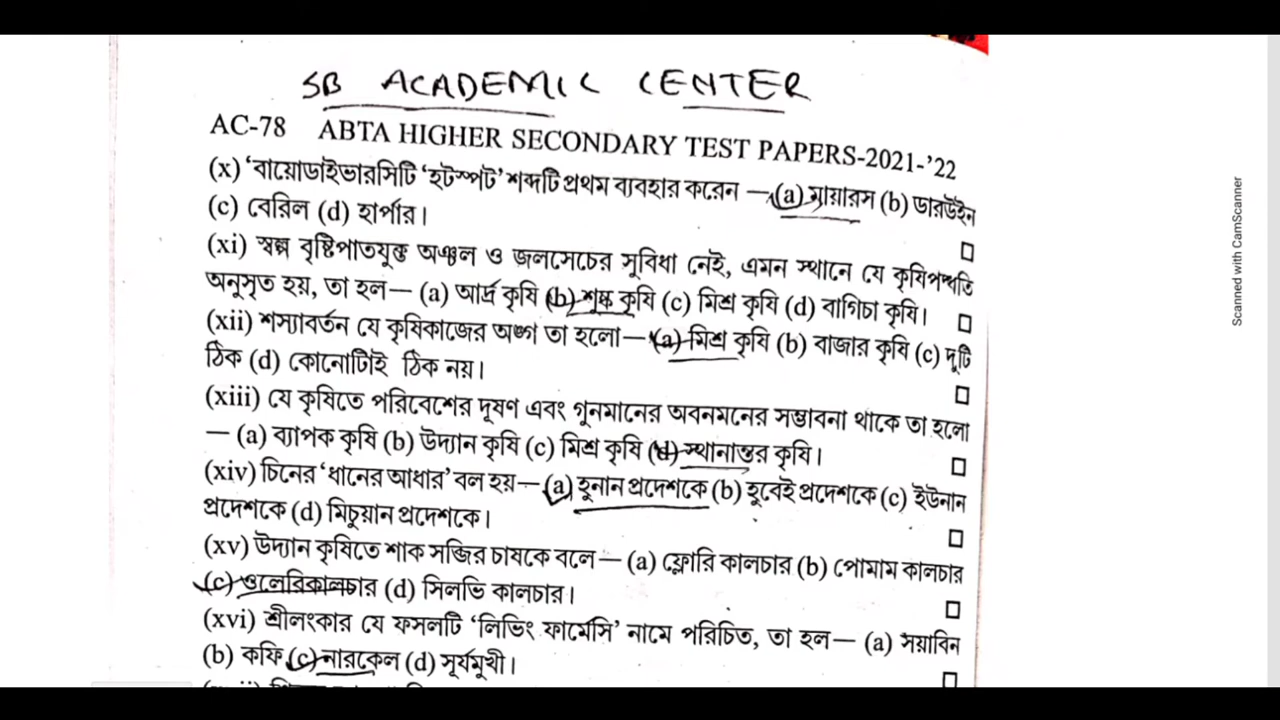 SB ACADEMIC CENTER
AC-78 ABTA HIGHER SECONDARY TEST PAPERS-2021-'22
(x) 'বায়োডাইভারসিটি 'হটস্পট' শব্দটি প্রথম ব্যবহার করেন —(a) ম্যায়ারস (b) ডারউইন
(c) বেরিল (d) হার্পার।
(xi) স্বল্প বৃষ্টিপাতযুক্ত অঞ্চল ও জলসেচের সুবিধা নেই, এমন স্থানে যে কৃষিপদ্ধতি
অনুসৃত হয়, তা হল— (a) আর্দ্র কৃষি (b) শুষ্ক কৃষি (c) মিশ্র কৃষি (d) বাগিচা কৃষি।
(xii) শস্যাবর্তন যে কৃষিকাজের অঙ্গ তা হলো—(a) মিশ্র কৃষি (b) বাজার কৃষি (c) দুটি
ঠিক (d) কোনোটিই ঠিক নয়।
(xiii) যে কৃষিতে পরিবেশের দূষণ এবং গুনমানের অবনমনের সম্ভাবনা থাকে তা হলো
— (a) ব্যাপক কৃষি (b) উদ্যান কৃষি (c) মিশ্র কৃষি (d) স্থানান্তর কৃষি।
(xiv) চিনের 'ধানের আধার' বল হয়—(a) হুনান প্রদেশকে (b) হুবেই প্রদেশকে (c) ইউনান
প্রদেশকে (d) মিচুয়ান প্রদেশকে।
(xv) উদ্যান কৃষিতে শাক সব্জির চাষকে বলে— (a) ফ্লোরি কালচার (b) পোমাম কালচার
(c) ওলেরিকালচার (d) সিলভি কালচার।
(xvi) শ্রীলংকার যে ফসলটি 'লিভিং ফার্মেসি' নামে পরিচিত, তা হল— (a) সয়াবিন
(b) কফি (c) নারকেল (d) সূর্যমুখী।
Scanned with CamScanner